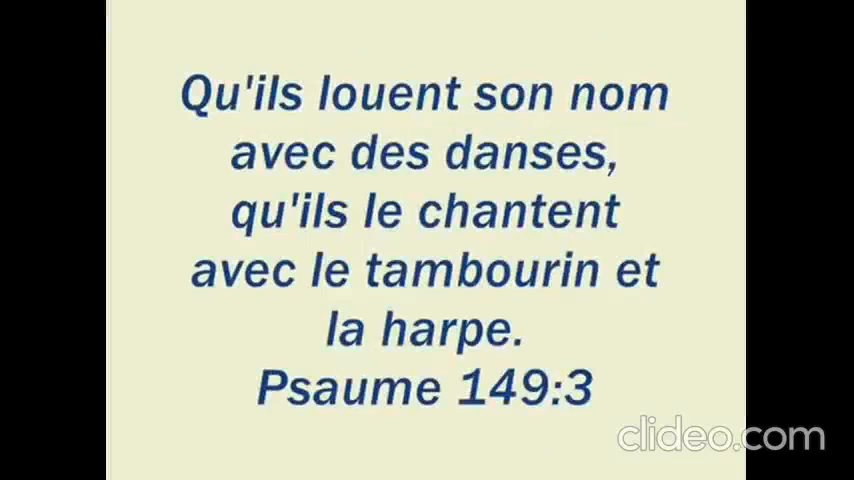 Qu'ils louent son nom
avec des danses,
qu'ils le chantent
avec le tambourin et
la harpe.
Psaume 149:3
clideo.com